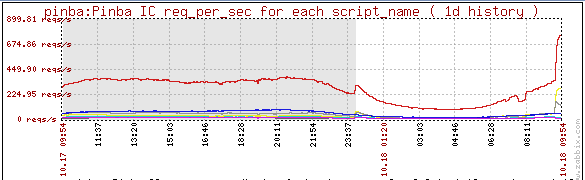 pinba:Pinba IC req_per_sec for each script_name ( 1d history )
899.81 reqs/s
674.86 reqs/s
449.90 reqs/s
224.95 reqs/s
0 reqs/s
10.17 09:54
11:37
13:20
15:03
16:46
18:28
20:11
21:54
23:37
10.18 01:20
03:03
04:46
06:28
08:11
10.18 09:54